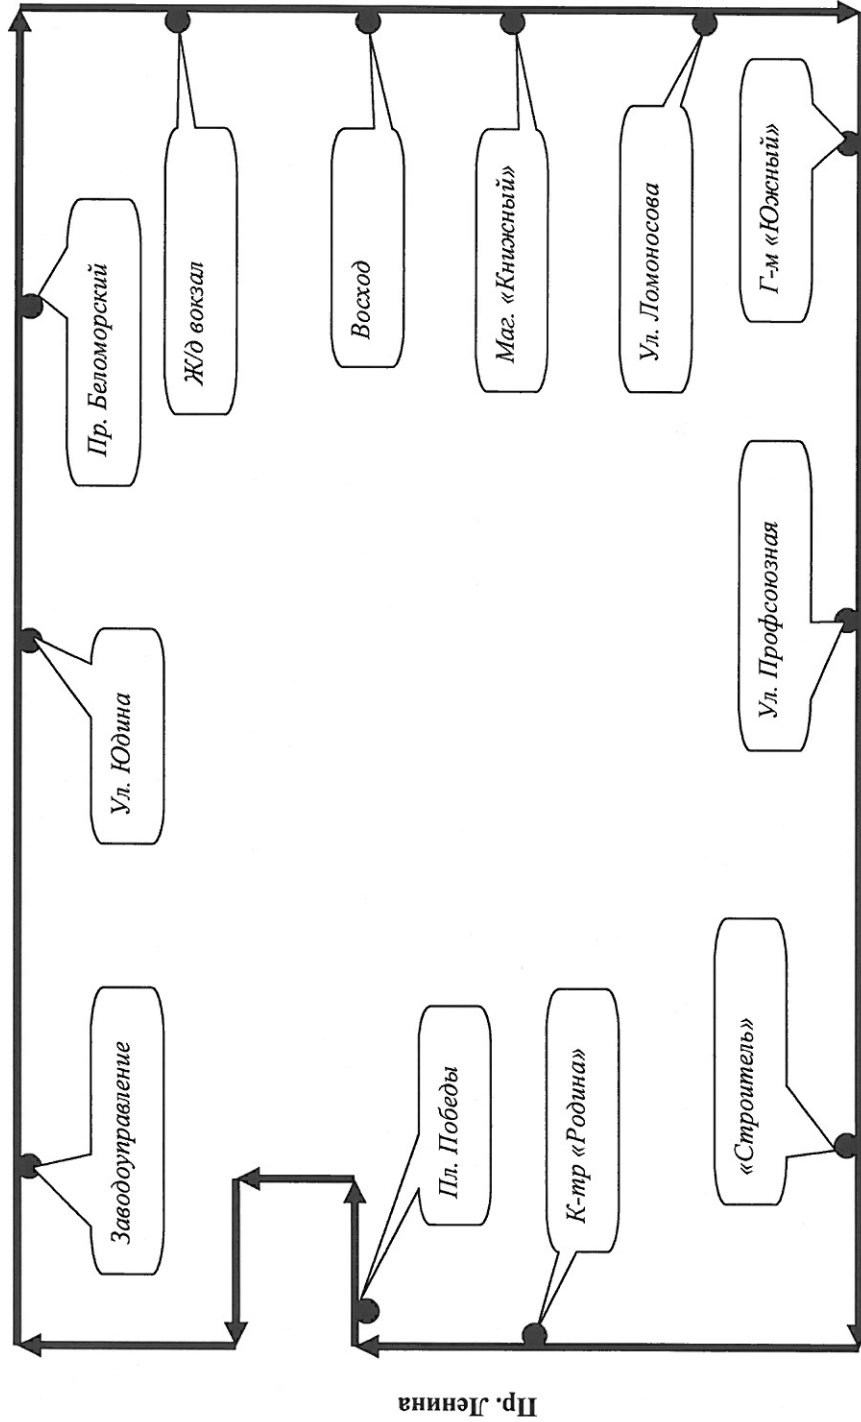 Заводоуправление
Ул. Юдина
Пр. Беломорский
Ж/д вокзал
Восход
Маг. «Книжный»
Ул. Ломоносова
Г-м «Южный»
Ул. Профсоюзная
«Строитель»
К-тр «Родина»
Пл. Победы
Пр. Ленина